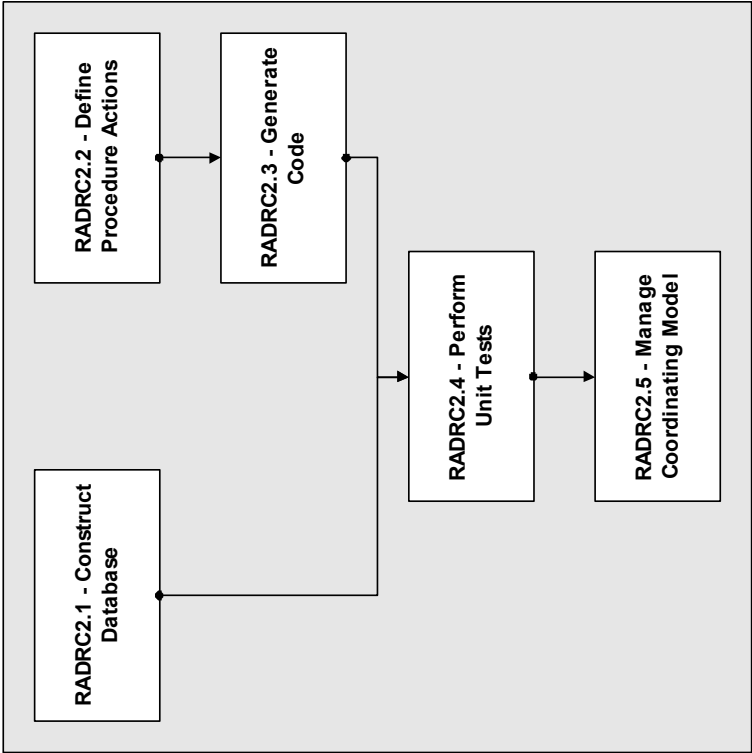 RADRC2.1 - Construct
Database
RADRC2.2 - Define
Procedure Actions
RADRC2.3 - Generate
Code
RADRC2.4 - Perform
Unit Tests
RADRC2.5 - Manage
Coordinating Model